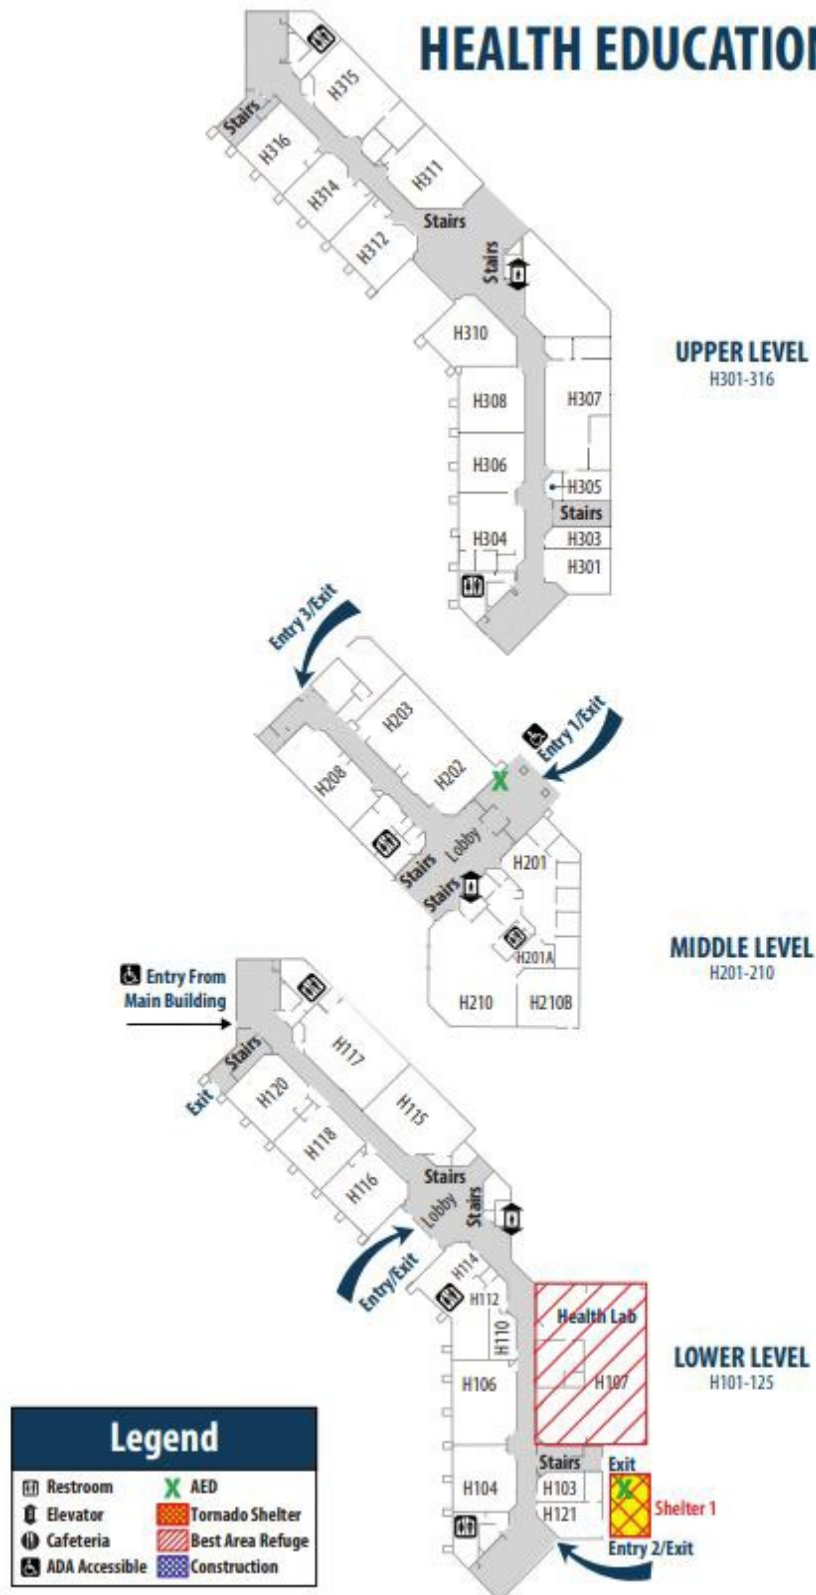 HEALTH EDUCATION
H315
Stairs
H316
H311
H314
Stairs
H312
Stairs
H310
UPPER LEVEL
H301-316
H308
H307
H306
H305
Stairs
H304
H303
H301
Entry 3/Exit
Entry 1/Exit
H203
H202
H208
Lobby
Stairs
H201
Stairs
H201A
MIDDLE LEVEL
H201-210
H210
H210B
Entry From
Main Building
Stairs
H117
Exit
H120
H115
H118
Stairs
H116
Lobby
Stairs
Entry/Exit
H114
H112
Health Lab
H110
LOWER LEVEL
H101-125
H106
H107
Stairs
Exit
H104
H103
Shelter 1
H121
Entry 2/Exit
Legend
Restroom
X AED
Elevator
Tornado Shelter
Cafeteria
Best Area Refuge
ADA Accessible
Construction